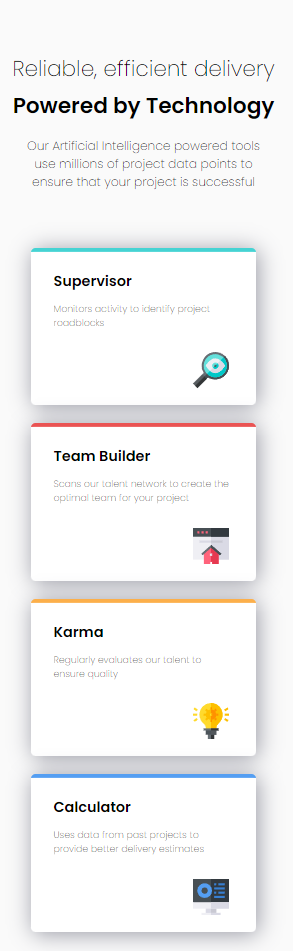 Reliable, efficient delivery
Powered by Technology
Our Artificial Intelligence powered tools
use millions of project data points to
ensure that your project is successful
Supervisor
Monitors activity to identify project
roadblocks
Team Builder
Scans our talent network to create the
optimal team for your project
Karma
Regularly evaluates our talent to
ensure quality
Calculator
Uses data from past projects to
provide better delivery estimates